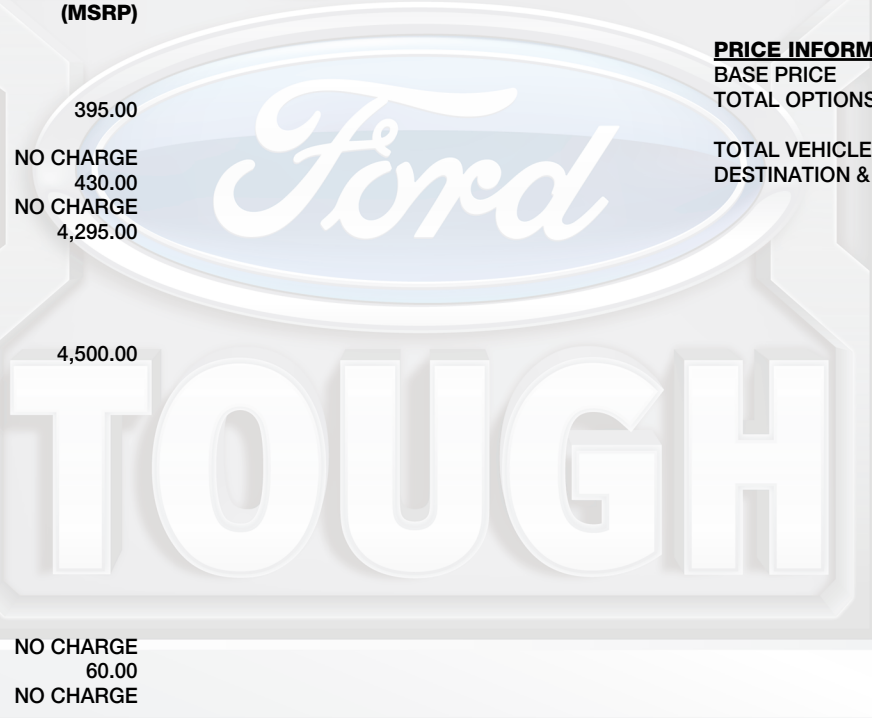 (MSRP)
395.00
NO CHARGE
430.00
NO CHARGE
4,295.00
4,500.00
NO CHARGE
60.00
NO CHARGE
PRICE INFORM
BASE PRICE
TOTAL OPTIONS
TOTAL VEHICLE
DESTINATION &
Ford
TOUGH